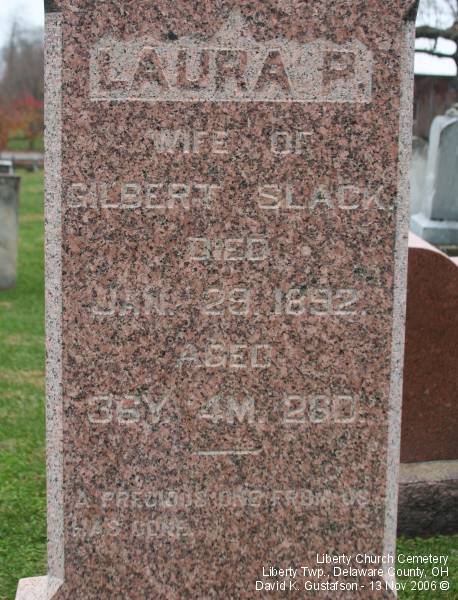 LAURA P.
WIFE OF
GILBERT SLACK.
DIED
JAN. 29, 1892.
AGED
36Y. 4M. 26D.
A PRECIOUS ONE FROM US
HAS GONE
Liberty Church Cemetery
Liberty Twp., Delaware County, OH
David K. Gustafson - 13 Nov 2006 ©